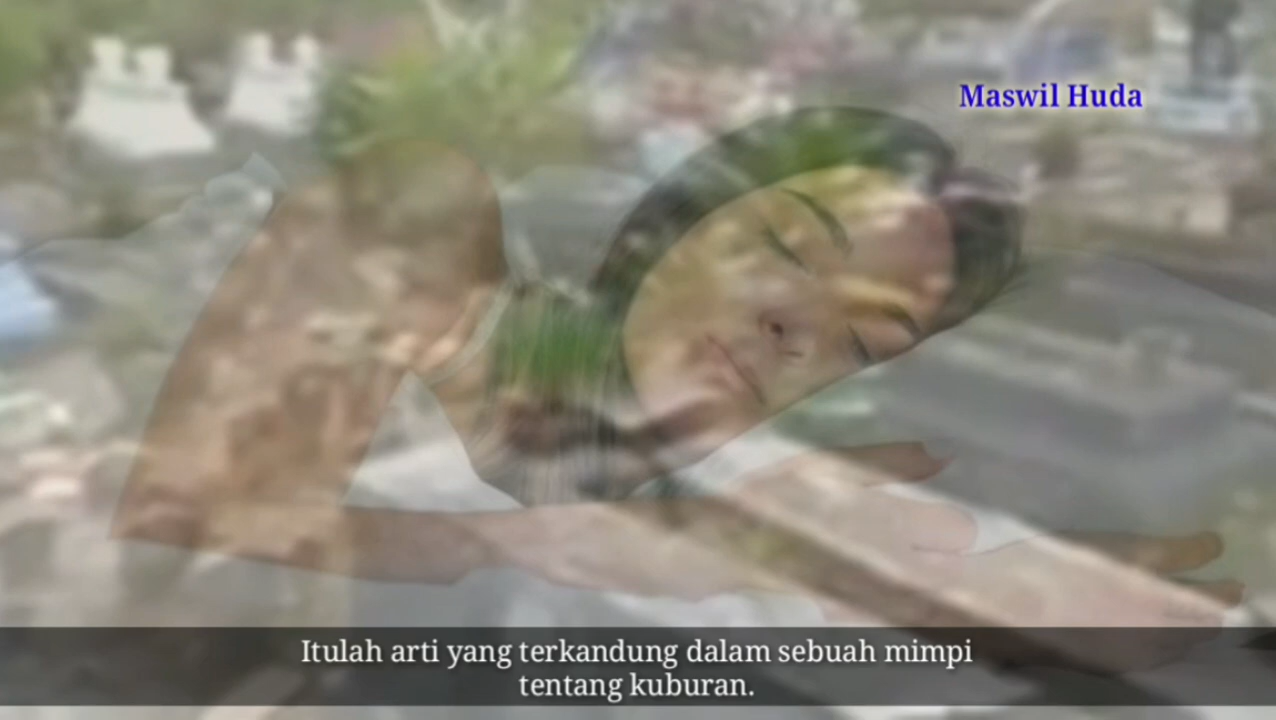 Maswil Huda
Itulah arti yang terkandung dalam sebuah mimpi
tentang kuburan.